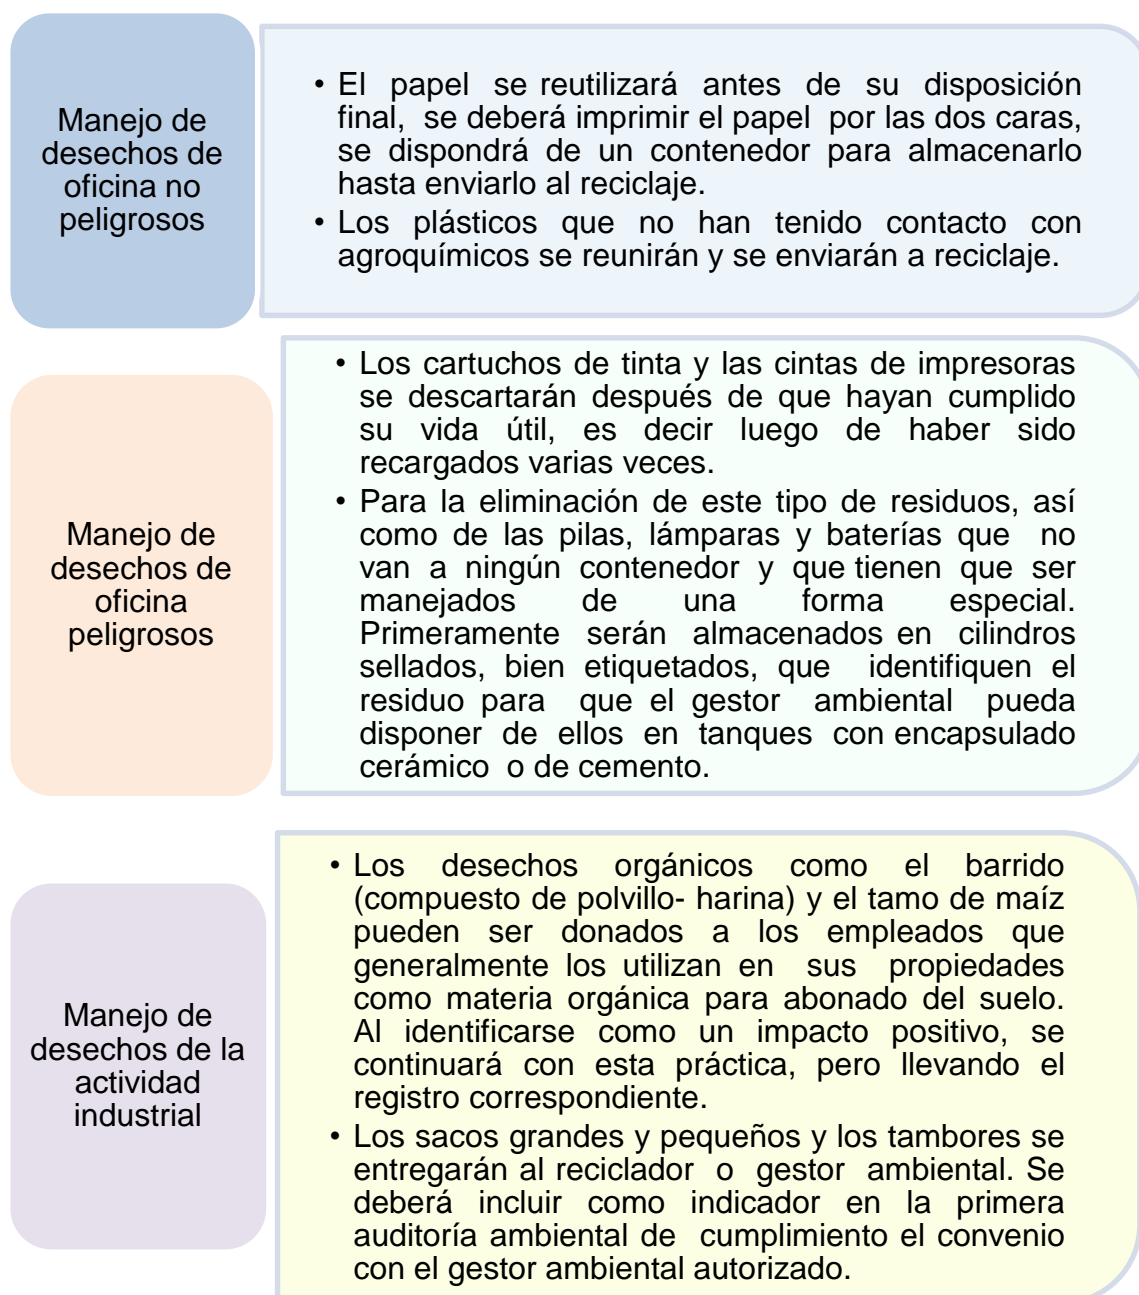 Manejo de
desechos de
oficina no
peligrosos
• El papel se reutilizará antes de su disposición
final, se deberá imprimir el papel por las dos caras,
se dispondrá de un contenedor para almacenarlo
hasta enviarlo al reciclaje.
• Los plásticos que no han tenido contacto con
agroquímicos se reunirán y se enviarán a reciclaje.
Manejo de
desechos de
oficina
peligrosos
• Los cartuchos de tinta y las cintas de impresoras
se descartarán después de que hayan cumplido
su vida útil, es decir luego de haber sido
recargados varias veces.
• Para la eliminación de este tipo de residuos, así
como de las pilas, lámparas y baterías que no
van a ningún contenedor y que tienen que ser
manejados de una forma especial.
Primeramente serán almacenados en cilindros
sellados, bien etiquetados, que identifiquen el
residuo para que el gestor ambiental pueda
disponer de ellos en tanques con encapsulado
cerámico o de cemento.
Manejo de
desechos de la
actividad
industrial
• Los desechos orgánicos como el barrido
(compuesto de polvillo- harina) y el tamo de maíz
pueden ser donados a los empleados que
generalmente los utilizan en sus propiedades
como materia orgánica para abonado del suelo.
Al identificarse como un impacto positivo, se
continuará con esta práctica, pero llevando el
registro correspondiente.
• Los sacos grandes y pequeños y los tambores se
entregarán al reciclador o gestor ambiental. Se
deberá incluir como indicador en la primera
auditoría ambiental de cumplimiento el convenio
con el gestor ambiental autorizado.